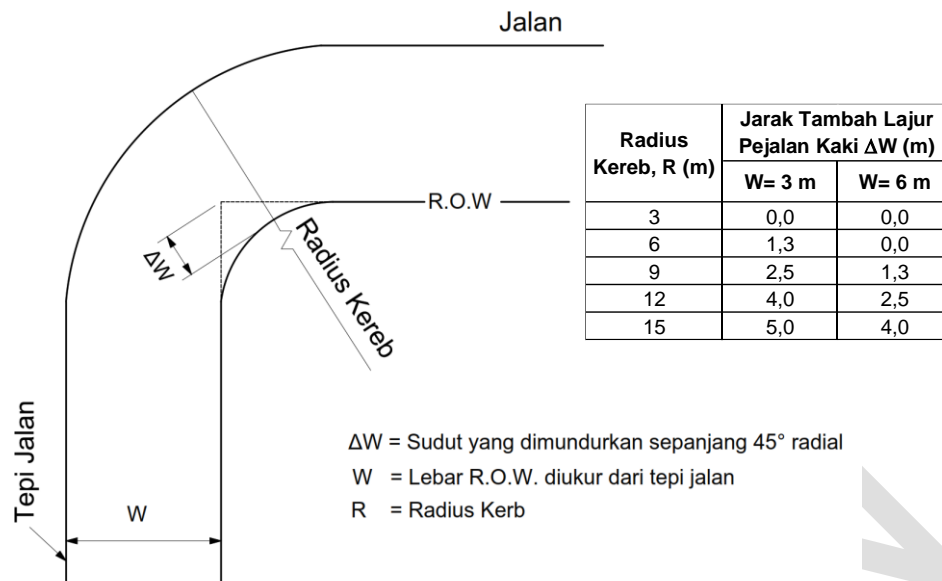 Jalan
Radius
Kereb, R (m)
Jarak Tambah Lajur
Pejalan Kaki ΔW (m)
W= 3 m W= 6 m
3 0,0 0,0
6 1,3 0,0
9 2,5 1,3
12 4,0 2,5
15 5,0 4,0
R.O.W
ΔW
Radius Kereb
Tepi Jalan
W
ΔW = Sudut yang dimundurkan sepanjang 45° radial
W = Lebar R.O.W. diukur dari tepi jalan
R = Radius Kerb